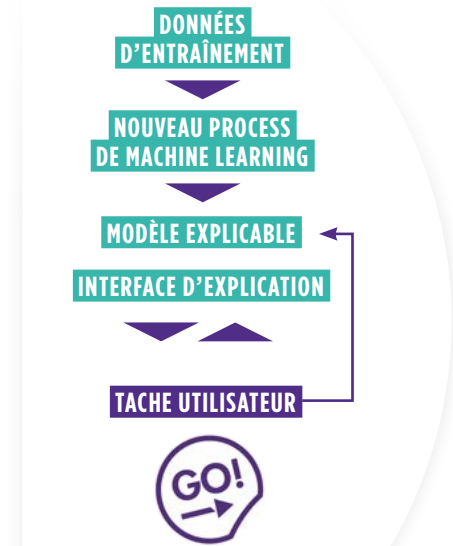 DONNÉES
D'ENTRAÎNEMENT
NOUVEAU PROCESS
DE MACHINE LEARNING
MODÈLE EXPLICABLE
INTERFACE D'EXPLICATION
TACHE UTILISATEUR
GO!